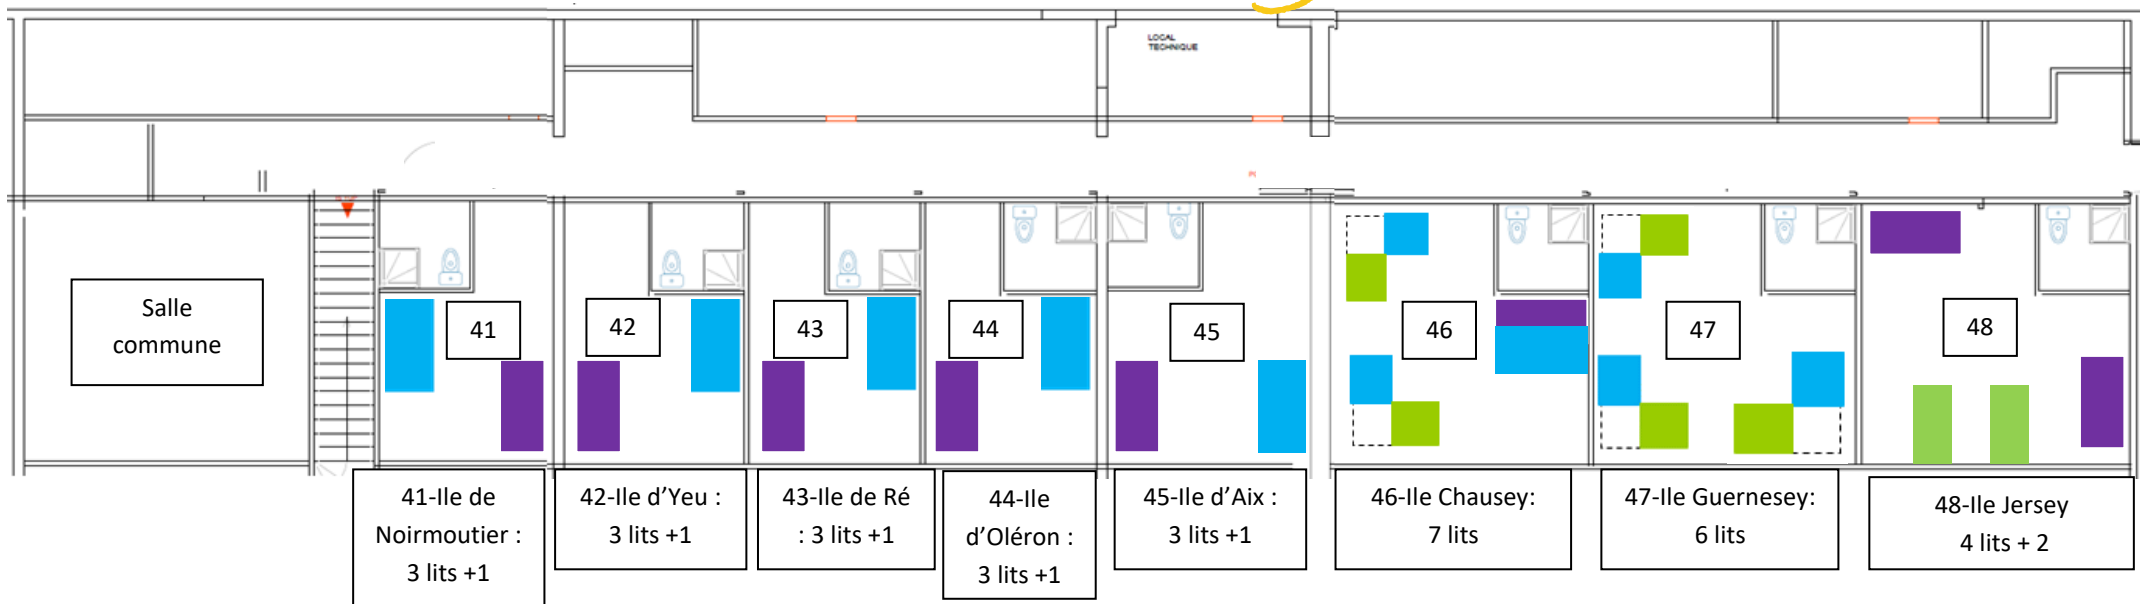 LOCAL
TECHNIQUE
Salle
commune
41
42
43
44
45
46
47
48
41-Ile de
Noirmoutier :
3 lits +1
42-Ile d’Yeu :
3 lits +1
43-Ile de Ré
: 3 lits +1
44-Ile
d’Oléron :
3 lits +1
45-Ile d’Aix :
3 lits +1
46-Ile Chausey:
7 lits
47-Ile Guernesey:
6 lits
48-Ile Jersey
4 lits + 2